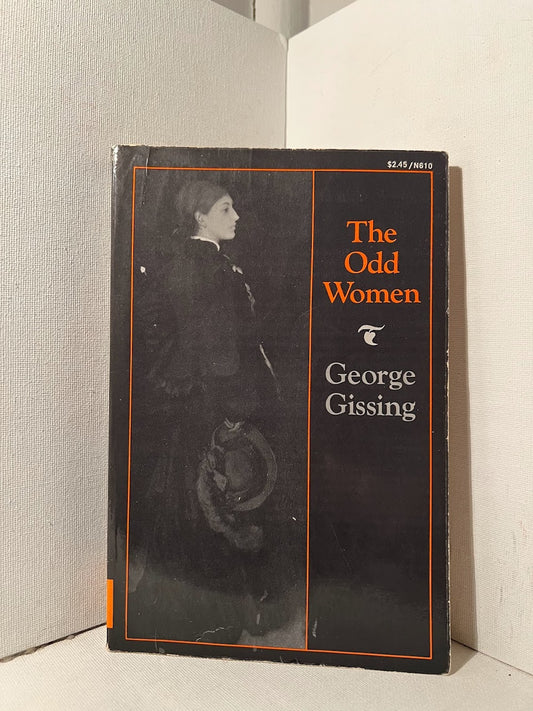 $2.45/N610
The
Odd
Women
George
Gissing